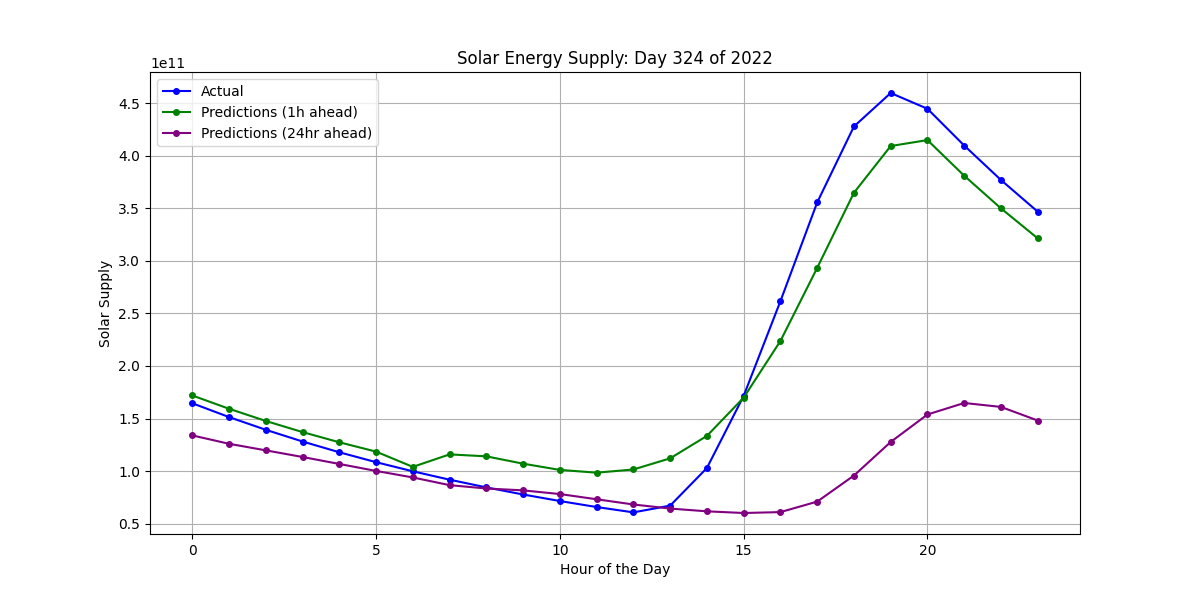 Solar Energy Supply: Day 324 of 2022
1e11
Actual
Predictions (1h ahead)
Predictions (24hr ahead)
Solar Supply
4.5
4.0
3.5
3.0
2.5
2.0
1.5
1.0
0.5
0 5 10 15 20
Hour of the Day